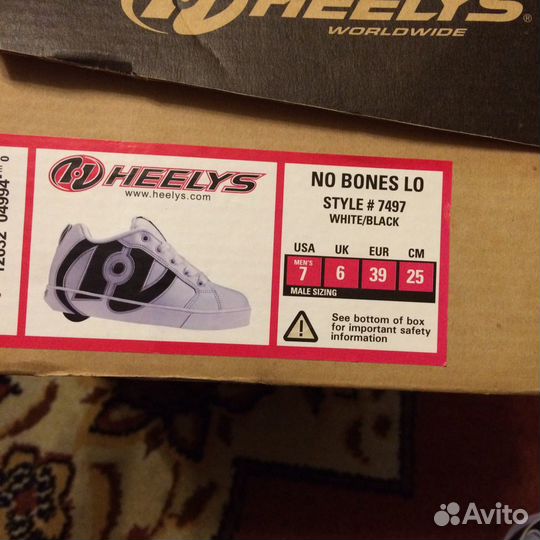 HEELYS®
WORLDWIDE
HEELYS
www.heelys.com
NO BONES LO
STYLE # 7497
WHITE/BLACK
USA UK EUR CM
MEN'S 7 6 39 25
MALE SIZING
See bottom of box
for important safety
information
04994
Avito